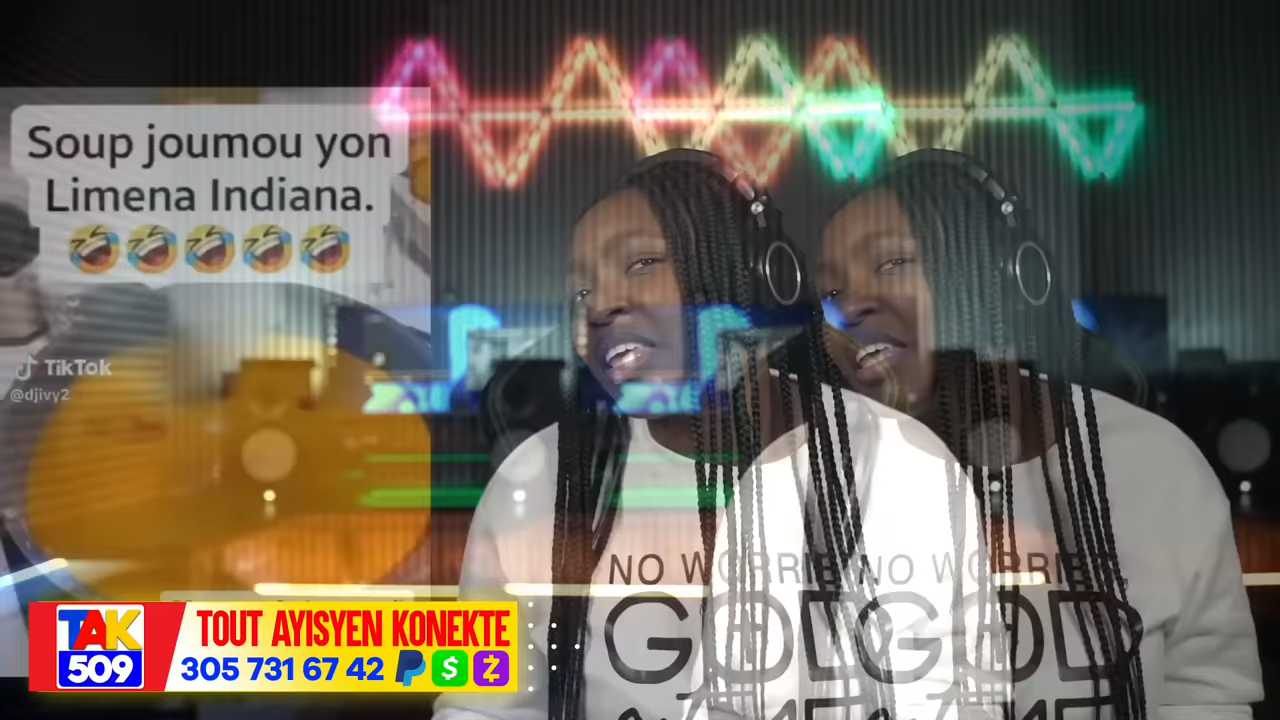 Soup joumou yon
Limena Indiana.
🤣🤣🤣🤣🤣
TikTok
@djivy2
NO WORRIE NO WORRIE
GOD GOD
TAK
509
TOUT AYISYEN KONEKTE
305 731 67 42